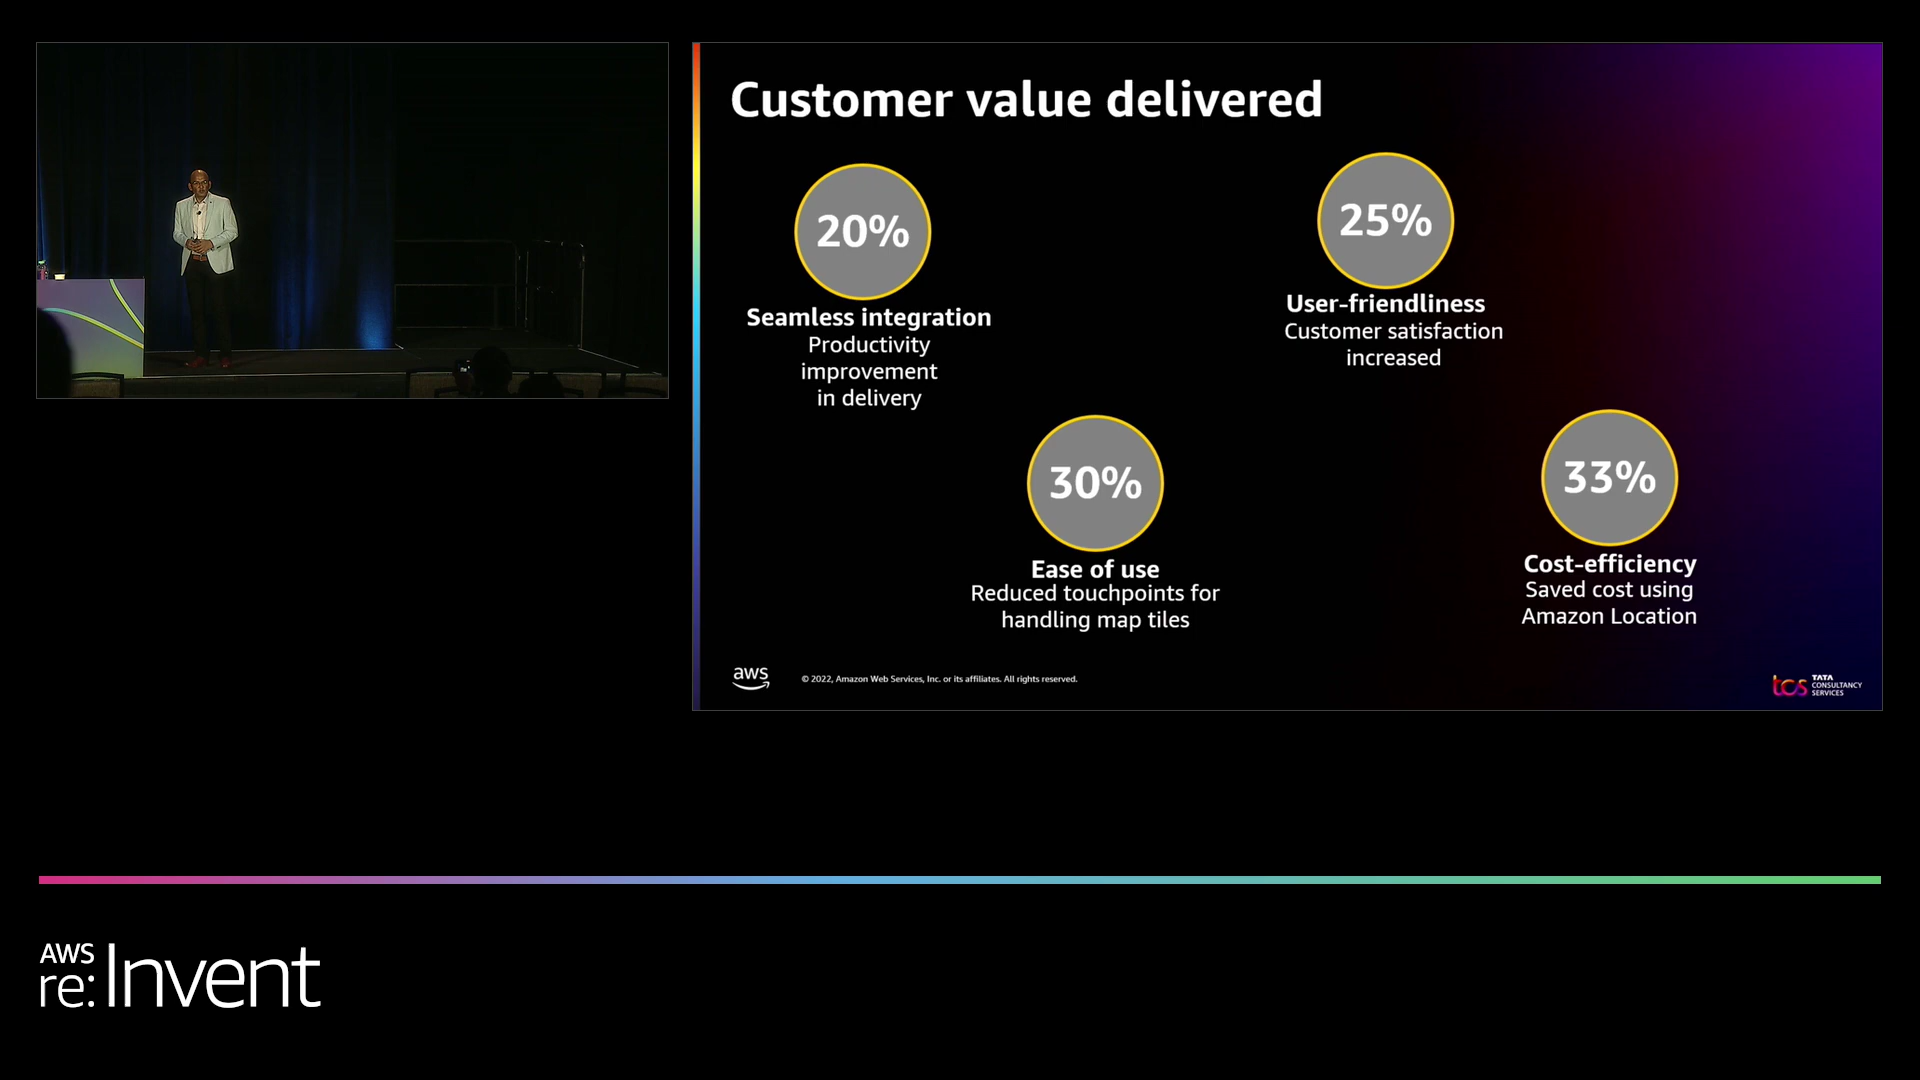 Customer value delivered
20%
Seamless integration
Productivity
improvement
in delivery
25%
User-friendliness
Customer satisfaction
increased
30%
Ease of use
Reduced touchpoints for
handling map tiles
33%
Cost-efficiency
Saved cost using
Amazon Location
aws
© 2022, Amazon Web Services, Inc. or its affiliates. All rights reserved.
tcs
TATA
CONSULTANCY
SERVICES
AWS
re:Invent